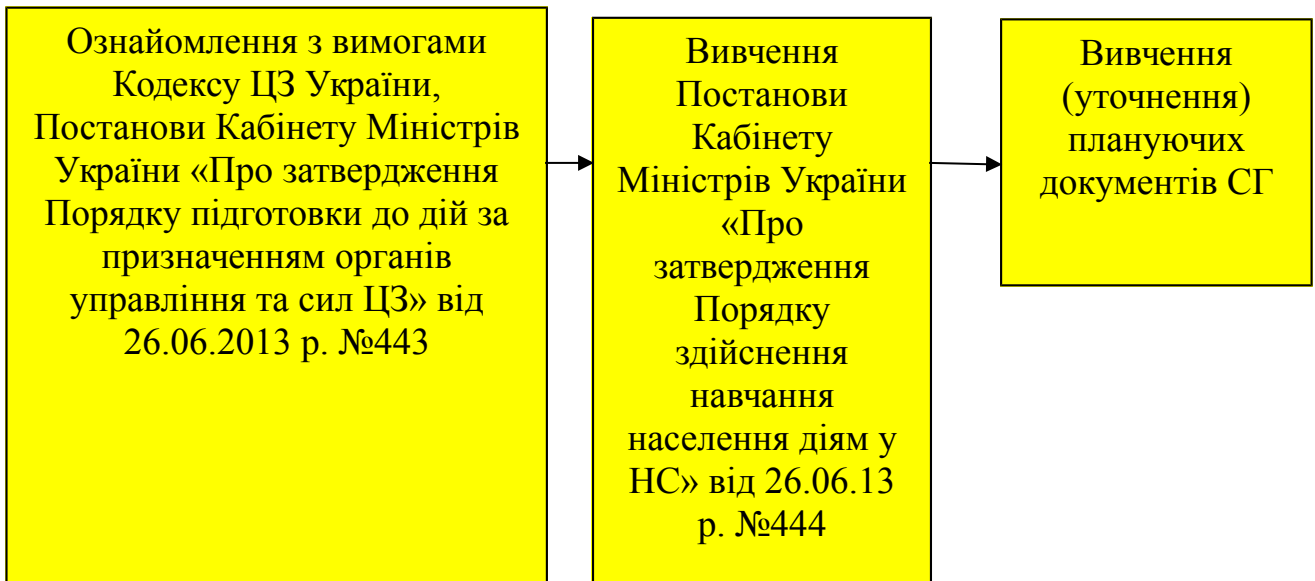 Ознайомлення з вимогами
Кодексу ЦЗ України,
Постанови Кабінету Міністрів
України «Про затвердження
Порядку підготовки до дій за
призначенням органів
управління та сил ЦЗ» від
26.06.2013 р. №443
Вивчення
Постанови
Кабінету
Міністрів України
«Про
затвердження
Порядку
здійснення
навчання
населення діям у
НС» від 26.06.13
р. №444
Вивчення
(уточнення)
плануючих
документів СГ